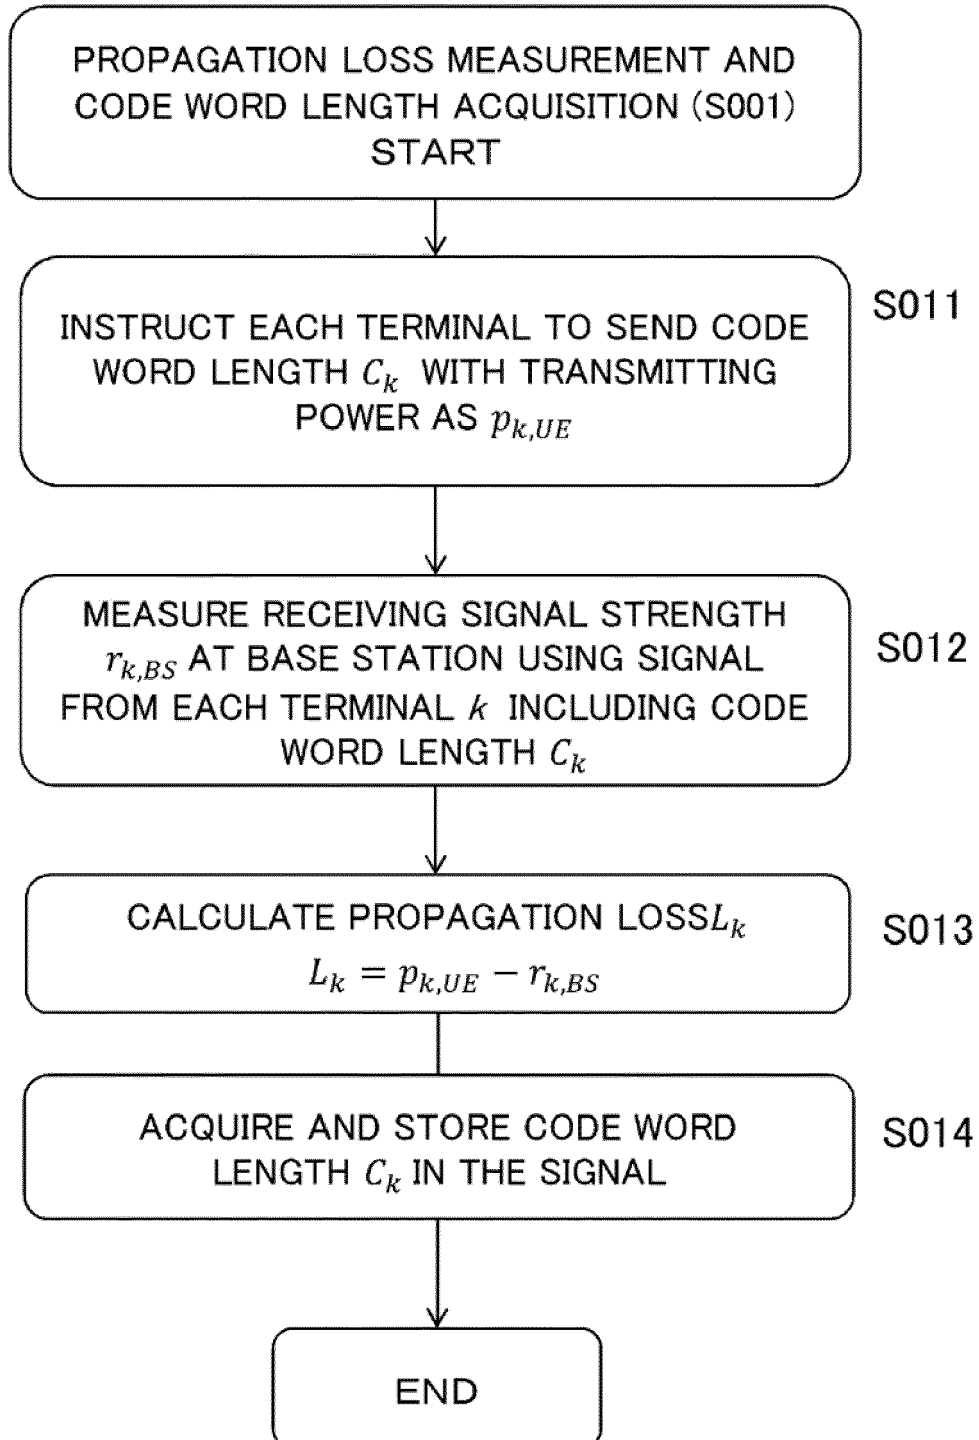 PROPAGATION LOSS MEASUREMENT AND
CODE WORD LENGTH ACQUISITION (S001)
START
S011
INSTRUCT EACH TERMINAL TO SEND CODE
WORD LENGTH C_k WITH TRANSMITTING
POWER AS p_{k,UE}
S012
MEASURE RECEIVING SIGNAL STRENGTH
r_{k,BS} AT BASE STATION USING SIGNAL
FROM EACH TERMINAL k INCLUDING CODE
WORD LENGTH C_k
S013
CALCULATE PROPAGATION LOSSL_k
L_k = p_{k,UE} − r_{k,BS}
S014
ACQUIRE AND STORE CODE WORD
LENGTH C_k IN THE SIGNAL
END